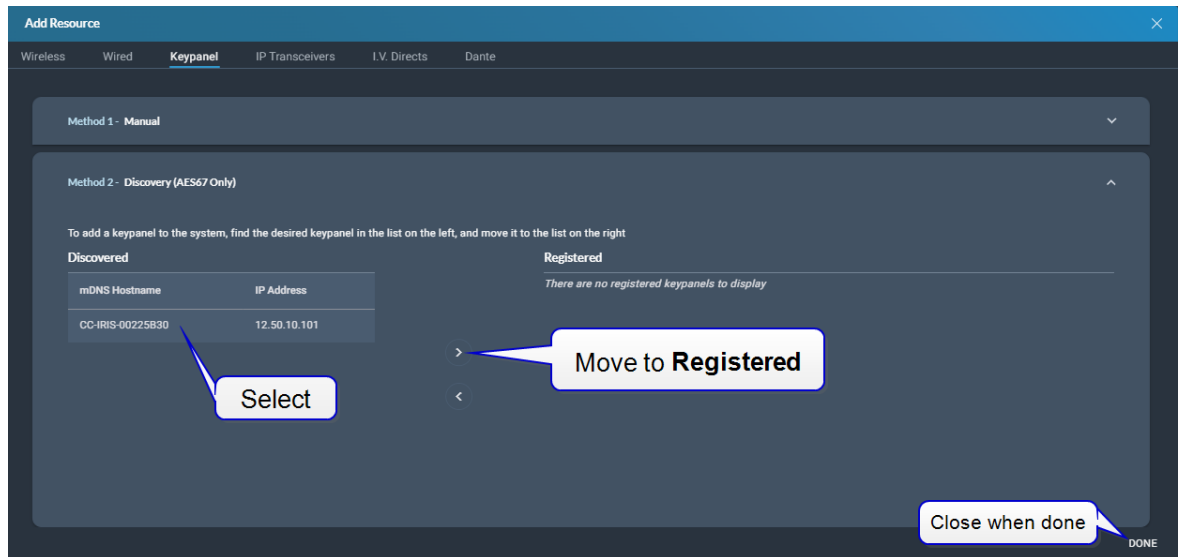 Add Resource
Wireless Wired Keypanel IP Transceivers I.V. Directs Dante
Method 1 - Manual
Method 2 - Discovery (AES67 Only)
To add a keypanel to the system, find the desired keypanel in the list on the left, and move it to the list on the right
Discovered
Registered
mDNS Hostname IP Address
There are no registered keypanels to display
CC-IRIS-00225B30 12.50.10.101
Move to Registered
Select
Close when done
DONE